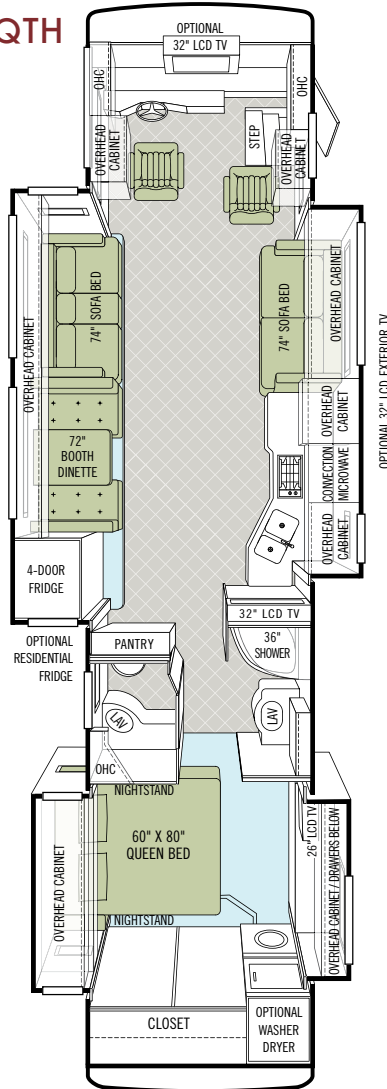 QTH
OPTIONAL
32" LCD TV
OHC
OHC
OVERHEAD
CABINET
STEP
OVERHEAD
CABINET
74" SOFA BED
OVERHEAD CABINET
74" SOFA BED
OVERHEAD CABINET
OPTIONAL 32" LCD EXTERIOR TV
72"
BOOTH
DINETTE
OVERHEAD
CABINET
CONVECTION
MICROWAVE
OVERHEAD
CABINET
4-DOOR
FRIDGE
OPTIONAL
RESIDENTIAL
FRIDGE
32" LCD TV
PANTRY
36"
SHOWER
LAV
LAV
OHC
NIGHTSTAND
60" X 80"
QUEEN BED
26" LCD TV
OVERHEAD CABINET / DRAWERS BELOW
OVERHEAD CABINET
NIGHTSTAND
CLOSET
OPTIONAL
WASHER
DRYER